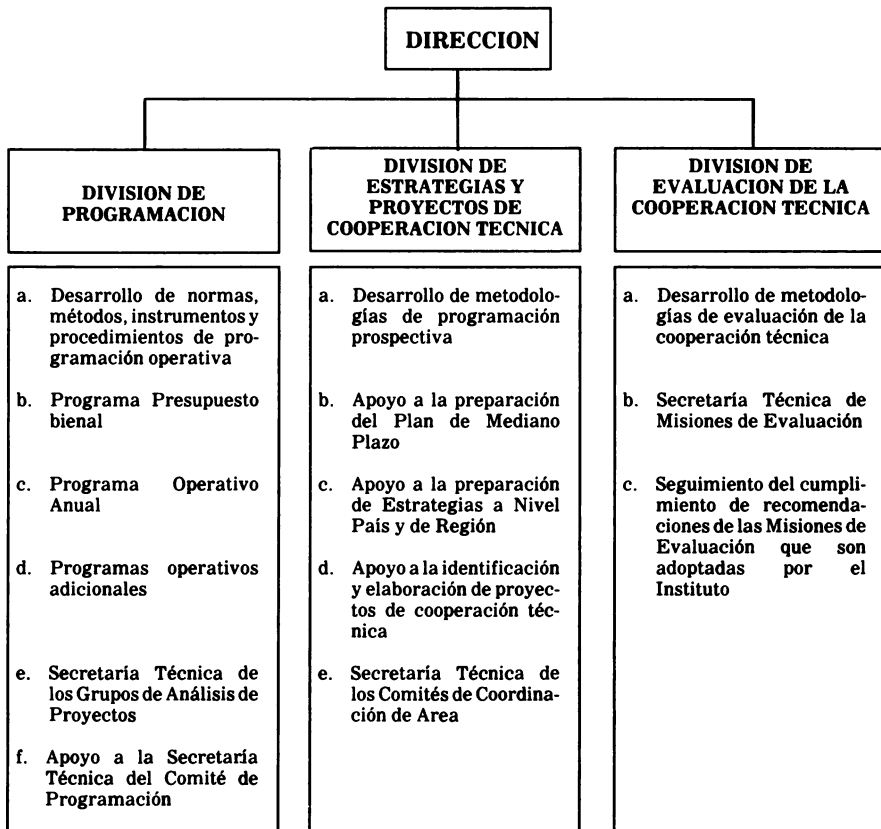 DIRECCION
DIVISION DE
PROGRAMACION
DIVISION DE
ESTRATEGIAS Y
PROYECTOS DE
COOPERACION TECNICA
DIVISION DE
EVALUACION DE LA
COOPERACION TECNICA
a. Desarrollo de normas,
métodos, instrumentos y
procedimientos de pro-
gramación operativa
b. Programa Presupuesto
bienal
c. Programa Operativo
Anual
d. Programas operativos
adicionales
e. Secretaría Técnica de
los Grupos de Análisis de
Proyectos
f. Apoyo a la Secretaría
Técnica del Comité de
Programación
a. Desarrollo de metodolo-
gías de programación
prospectiva
b. Apoyo a la preparación
del Plan de Mediano
Plazo
c. Apoyo a la preparación
de Estrategias a Nivel
País y de Región
d. Apoyo a la identificación
y elaboración de proyec-
tos de cooperación téc-
nica
e. Secretaría Técnica de
los Comités de Coordina-
ción de Area
a. Desarrollo de metodolo-
gías de evaluación de la
cooperación técnica
b. Secretaría Técnica de
Misiones de Evaluación
c. Seguimiento del cumpli-
miento de recomenda-
ciones de las Misiones de
Evaluación que son
adoptadas por el
Instituto